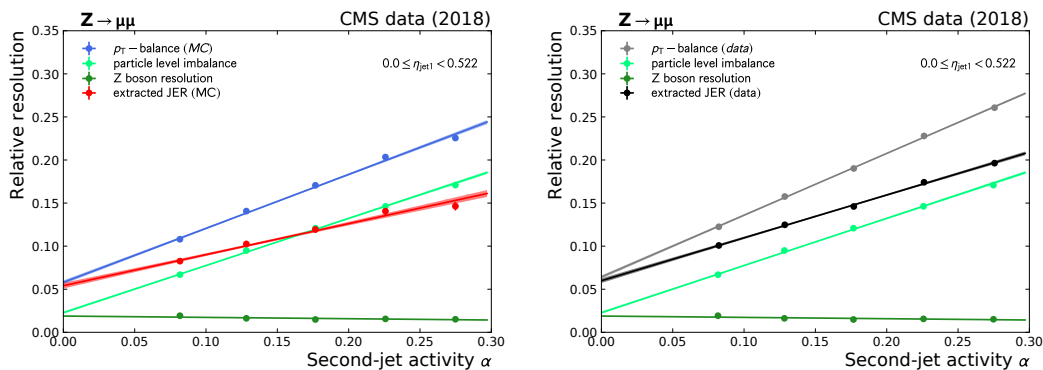 Z → μμ
CMS data (2018)
Relative resolution
0.35
0.30
0.25
0.20
0.15
0.10
0.05
0.00
p_T − balance (MC)
particle level imbalance
Z boson resolution
extracted JER (MC)
0.0 ≤ η_jet1 < 0.522
0.00 0.05 0.10 0.15 0.20 0.25 0.30
Second-jet activity α
Z → μμ
CMS data (2018)
Relative resolution
0.35
0.30
0.25
0.20
0.15
0.10
0.05
0.00
p_T − balance (data)
particle level imbalance
Z boson resolution
extracted JER (data)
0.0 ≤ η_jet1 < 0.522
0.00 0.05 0.10 0.15 0.20 0.25 0.30
Second-jet activity α